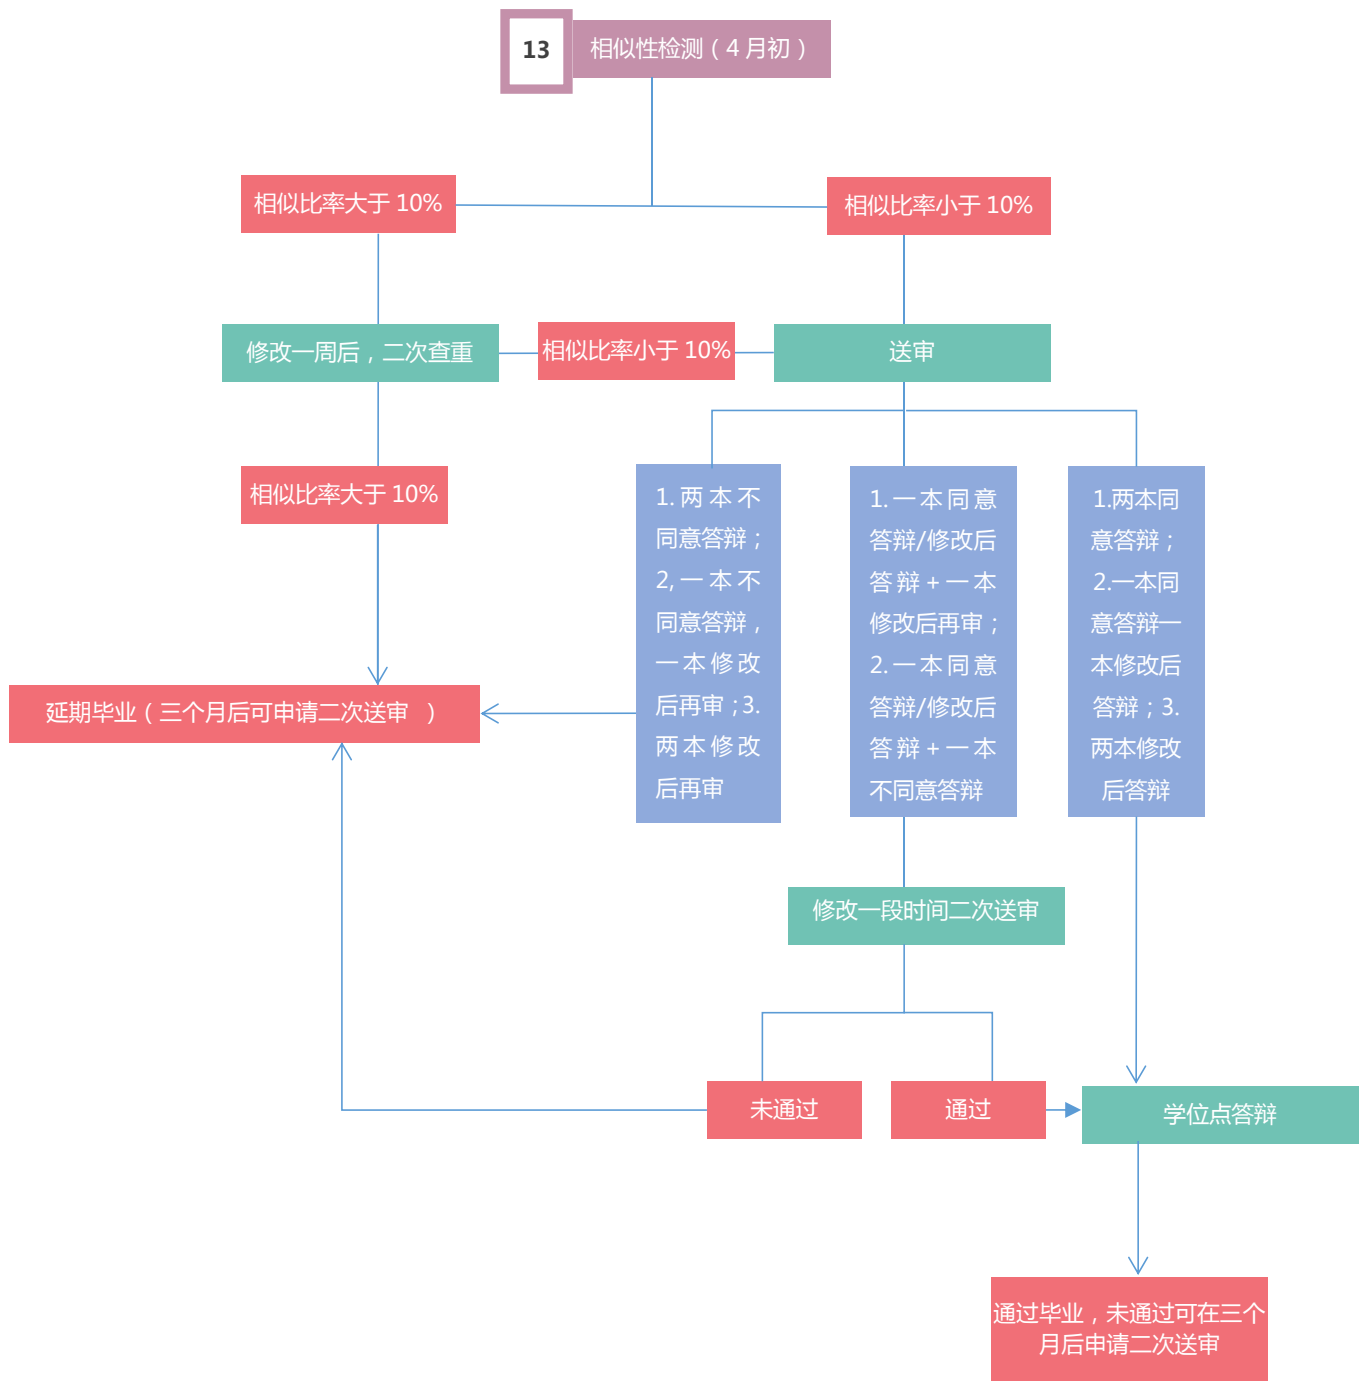 13
相似性检测（4 月初）
相似比率大于 10%
相似比率小于 10%
修改一周后，二次查重
相似比率小于 10%
送审
相似比率大于 10%
1. 两 本 不
同意答辩；
2, 一 本 不
同意答辩，
一 本 修 改
后再审；3.
两 本 修 改
后再审
1. 一 本 同 意
答辩/修改后
答 辩 + 一 本
修改后再审；
2. 一 本 同 意
答辩/修改后
答 辩 + 一 本
不同意答辩
1.两本同
意答辩；
2.一本同
意答辩一
本修改后
答辩；3.
两本修改
后答辩
延期毕业（三个月后可申请二次送审 ）
修改一段时间二次送审
未通过
通过
学位点答辩
通过毕业，未通过可在三个
月后申请二次送审